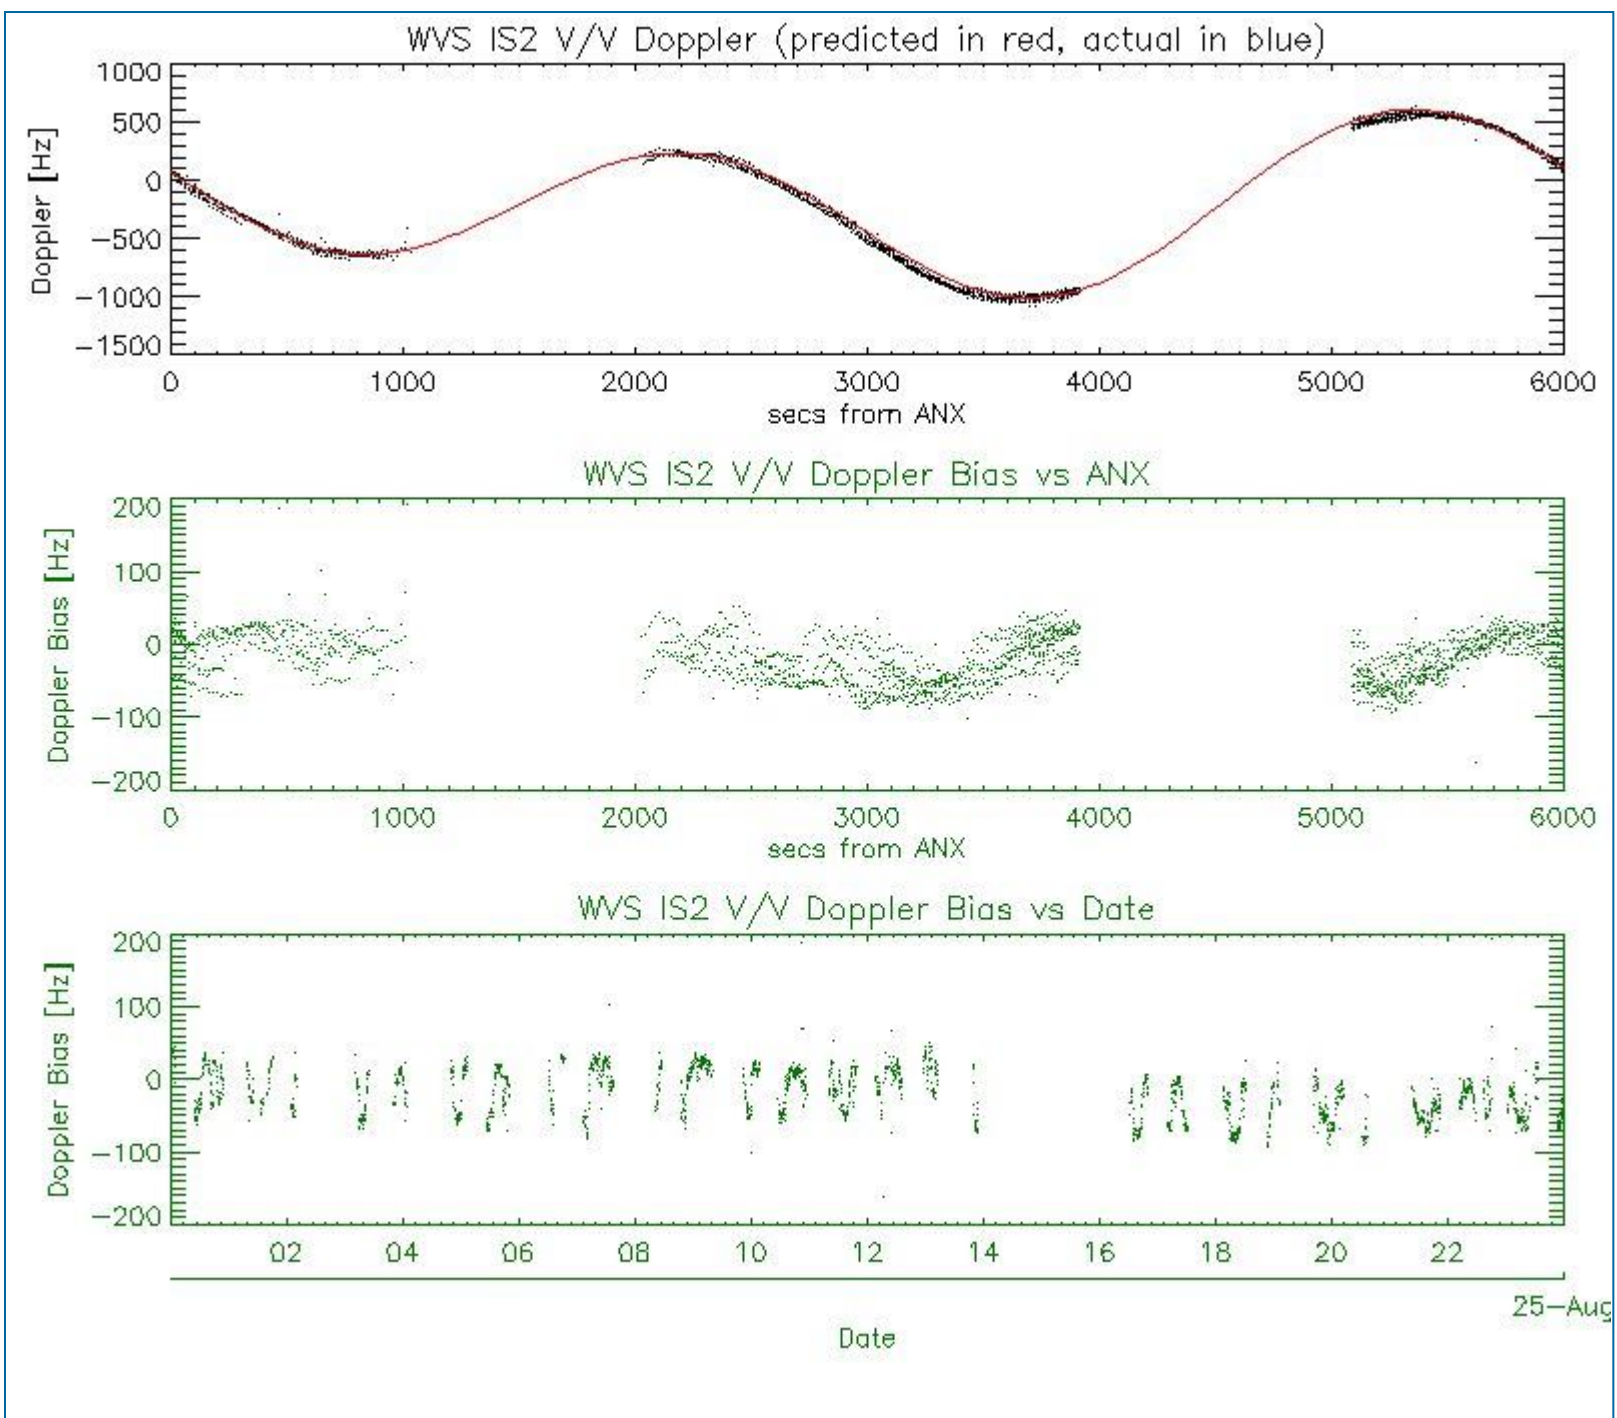 WVS IS2 V/V Doppler (predicted in red, actual in blue)
1000
500
0
−500
−1000
−1500
Doppler [Hz]
0 1000 2000 3000 4000 5000 6000
secs from ANX
WVS IS2 V/V Doppler Bias vs ANX
200
100
0
−100
−200
Doppler Bias [Hz]
0 1000 2000 3000 4000 5000 6000
secs from ANX
WVS IS2 V/V Doppler Bias vs Date
200
100
0
−100
−200
Doppler Bias [Hz]
02 04 06 08 10 12 14 16 18 20 22
25−Aug
Date